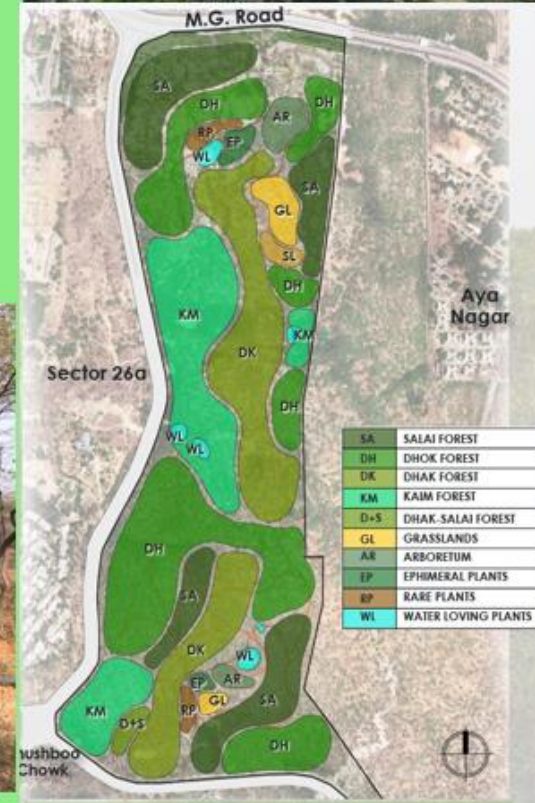 M.G. Road
SA
DH
DH
AR
RP
EP
WL
SA
GL
SL
DH
KM
KM
Aya
Nagar
DK
Sector 26a
DH
WL
WL
SA SALAI FOREST
DH DHOK FOREST
DK DHAK FOREST
KM KAIM FOREST
D+S DHAK-SALAI FOREST
GL GRASSLANDS
AR ARBORETUM
EP EPHIMERAL PLANTS
RP RARE PLANTS
WL WATER LOVING PLANTS
DH
SA
DK
WL
EP
AR
GL
SA
KM
RP
D+S
DH
hushboo
Chowk